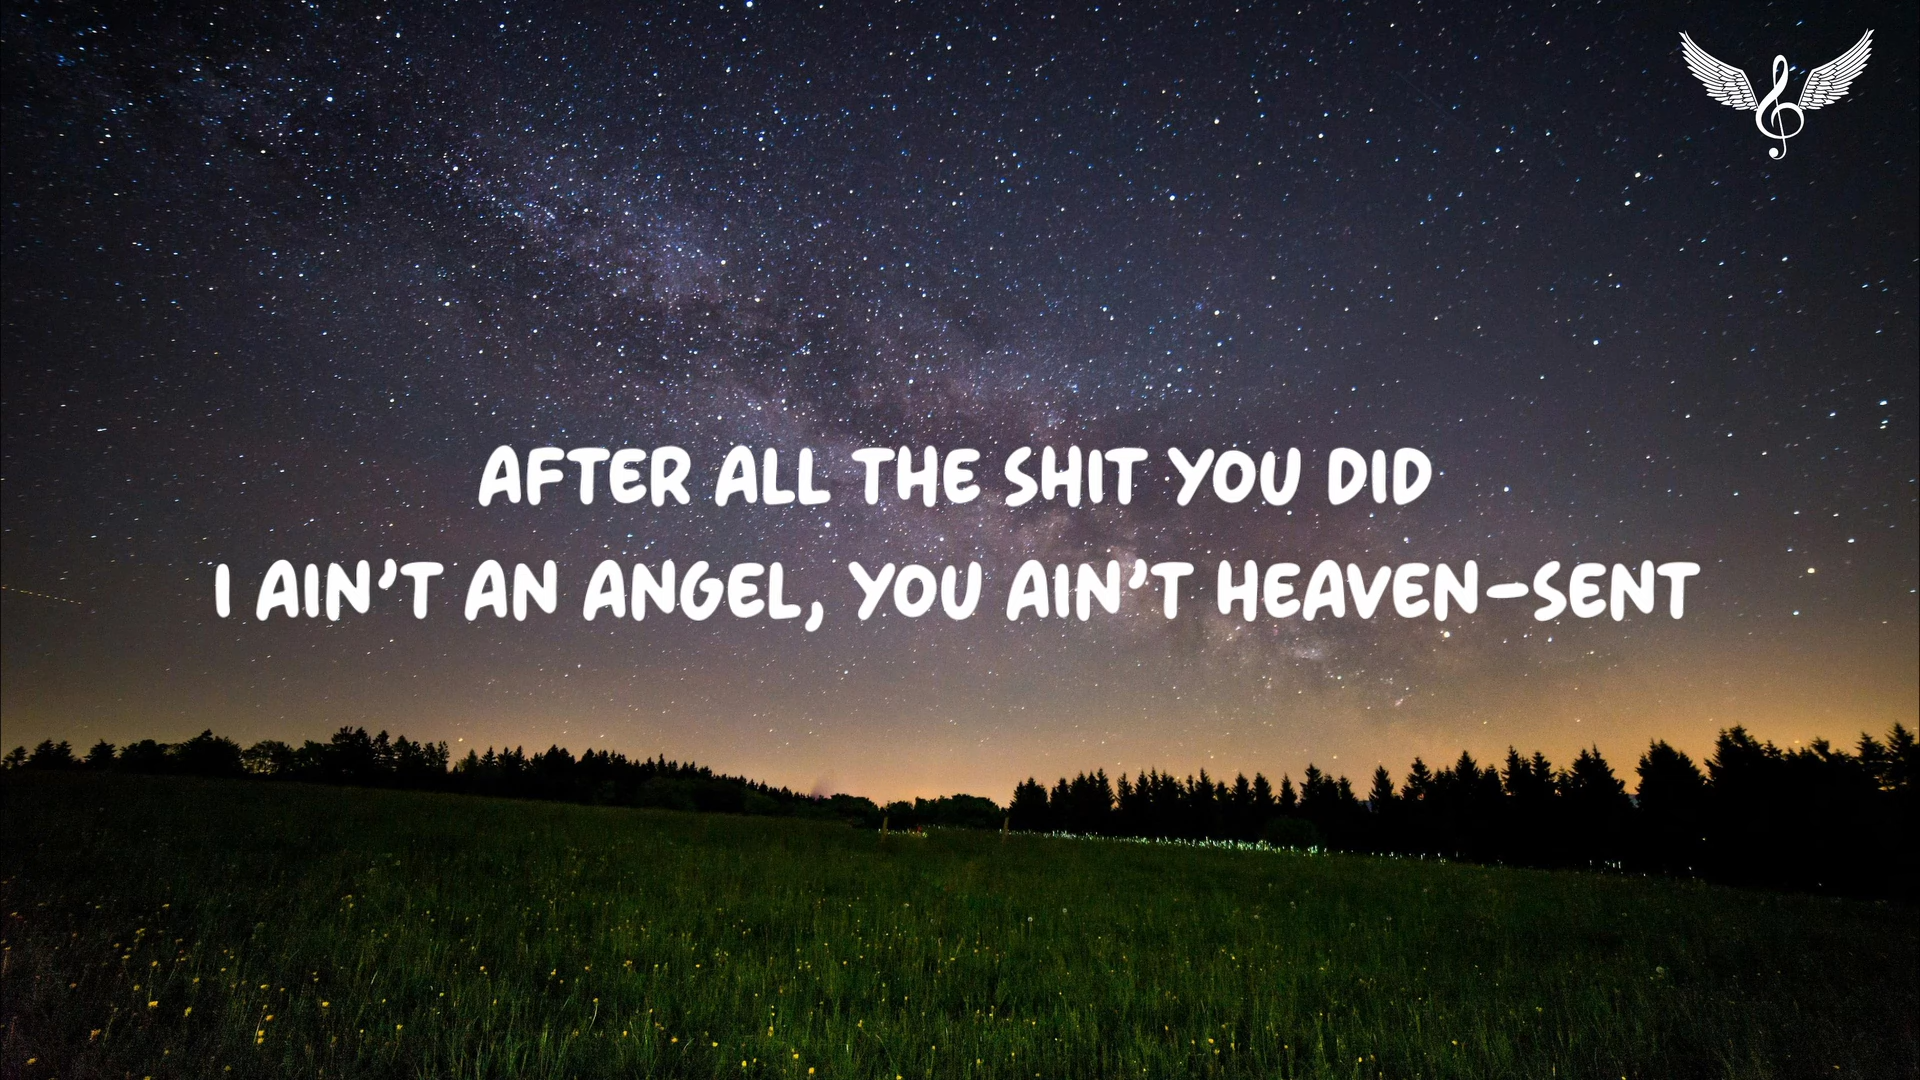 AFTER ALL THE SHIT YOU DID
I AIN'T AN ANGEL, YOU AIN'T HEAVEN-SENT